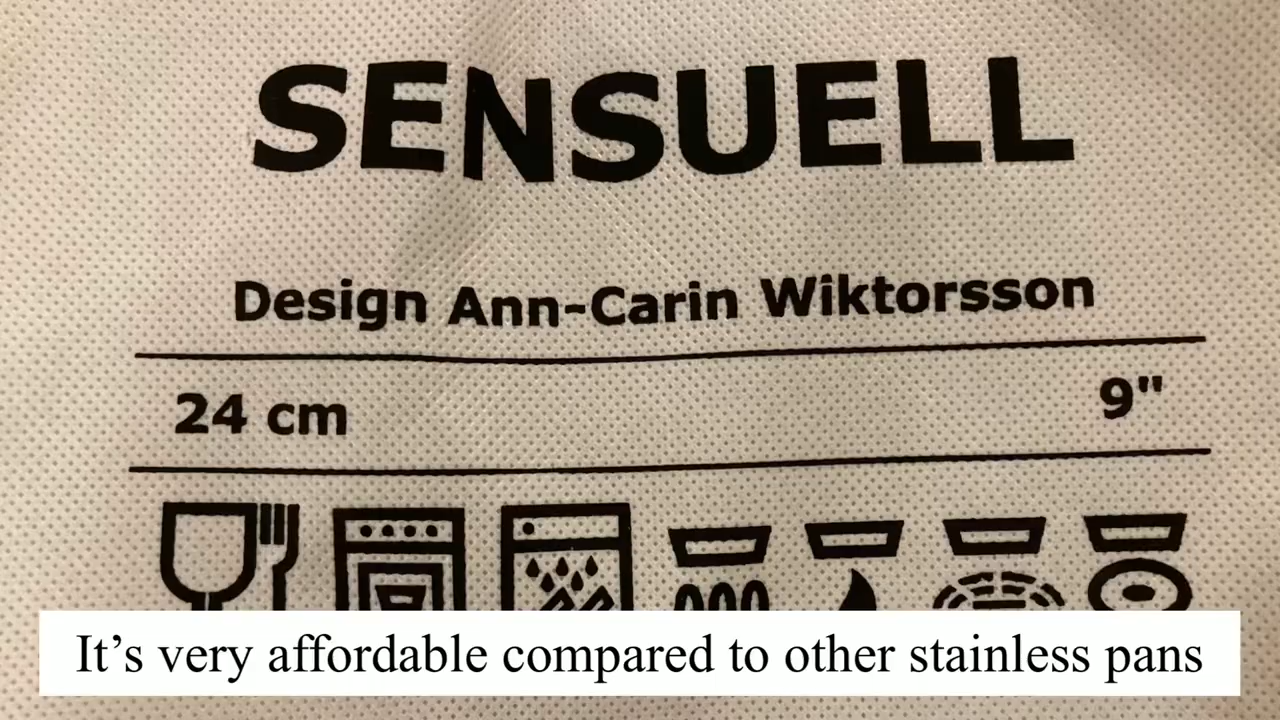 SENSUELL
Design Ann-Carin Wiktorsson
24 cm 9"
It’s very affordable compared to other stainless pans